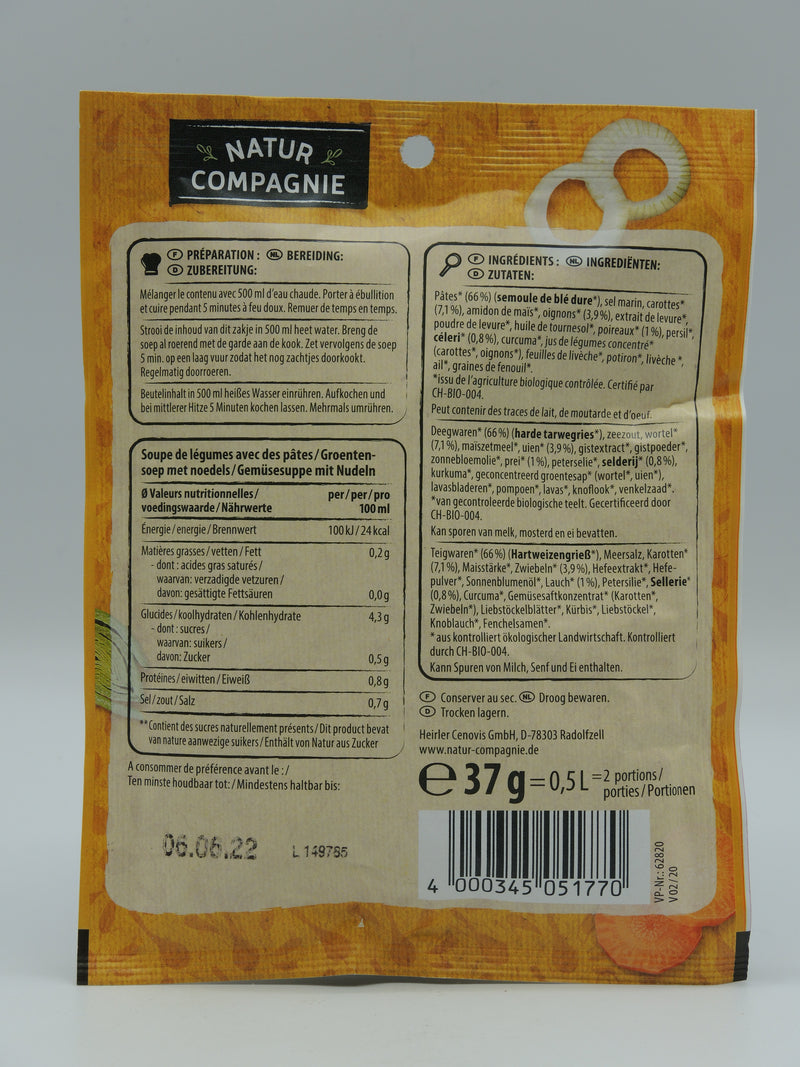 NATUR
COMPAGNIE
F PRÉPARATION : NL BEREIDING:
D ZUBEREITUNG:
Mélanger le contenu avec 500 ml d'eau chaude. Porter à ébullition
et cuire pendant 5 minutes à feu doux. Remuer de temps en temps.
Strooi de inhoud van dit zakje in 500 ml heet water. Breng de
soep al roerend met de garde aan de kook. Zet vervolgens de soep
5 min. op een laag vuur zodat het nog zachtjes doorkookt.
Regelmatig doorroeren.
Beutelinhalt in 500 ml heißes Wasser einrühren. Aufkochen und
bei mittlerer Hitze 5 Minuten kochen lassen. Mehrmals umrühren.
Soupe de légumes avec des pâtes/Groenten-
soep met noedels/Gemüsesuppe mit Nudeln
Ø Valeurs nutritionnelles/ per/per/pro
voedingswaarde/Nährwerte 100 ml
Énergie/energie/Brennwert 100 kJ/24 kcal
Matières grasses/vetten/Fett 0,2 g
- dont : acides gras saturés/
waarvan: verzadigde vetzuren/
davon: gesättigte Fettsäuren 0,0 g
Glucides/koolhydraten/Kohlenhydrate 4,3 g
- dont : sucres/
waarvan: suikers/
davon: Zucker 0,5 g
Protéines/eiwitten/Eiweiß 0,8 g
Sel/zout/Salz 0,7 g
**Contient des sucres naturellement présents/Dit product bevat
van nature aanwezige suikers/Enthält von Natur aus Zucker
A consommer de préférence avant le :/
Ten minste houdbaar tot:/Mindestens haltbar bis:
06.06.22 L 149765
F INGRÉDIENTS : NL INGREDIËNTEN:
D ZUTATEN:
Pâtes* (66 %) (semoule de blé dure*), sel marin, carottes*
(7,1 %), amidon de maïs*, oignons* (3,9 %), extrait de levure*,
poudre de levure*, huile de tournesol*, poireaux* (1 %), persil*,
céleri* (0,8 %), curcuma*, jus de légumes concentré*
(carottes*, oignons*), feuilles de livèche*, potiron*, livèche *,
ail*, graines de fenouil*.
*issu de l'agriculture biologique contrôlée. Certifié par
CH-BIO-004.
Peut contenir des traces de lait, de moutarde et d'oeuf.
Deegwaren* (66 %) (harde tarwegries*), zeezout, wortel*
(7,1 %), maïszetmeel*, uien* (3,9 %), gistextract*, gistpoeder*,
zonnebloemolie*, prei* (1 %), peterselie*, selderij* (0,8 %),
kurkuma*, geconcentreerd groentesap* (wortel*, uien*),
lavasbladeren*, pompoen*, lavas*, knoflook*, venkelzaad*.
*van gecontroleerde biologische teelt. Gecertificeerd door
CH-BIO-004.
Kan sporen van melk, mosterd en ei bevatten.
Teigwaren* (66 %) (Hartweizengrieß*), Meersalz, Karotten*
(7,1 %), Maisstärke*, Zwiebeln* (3,9 %), Hefeextrakt*, Hefe-
pulver*, Sonnenblumenöl*, Lauch* (1 %), Petersilie*, Sellerie*
(0,8 %), Curcuma*, Gemüsesaftkonzentrat* (Karotten*,
Zwiebeln*), Liebstöckelblätter*, Kürbis*, Liebstöckel*,
Knoblauch*, Fenchelsamen*.
*aus kontrolliert ökologischer Landwirtschaft. Kontrolliert
durch CH-BIO-004.
Kann Spuren von Milch, Senf und Ei enthalten.
F Conserver au sec. NL Droog bewaren.
D Trocken lagern.
Heirler Cenovis GmbH, D-78303 Radolfzell
www.natur-compagnie.de
e 37 g = 0,5 L = 2 portions/
porties/Portionen
4 000345 051770
VP-Nr.: 62820
V 02/20